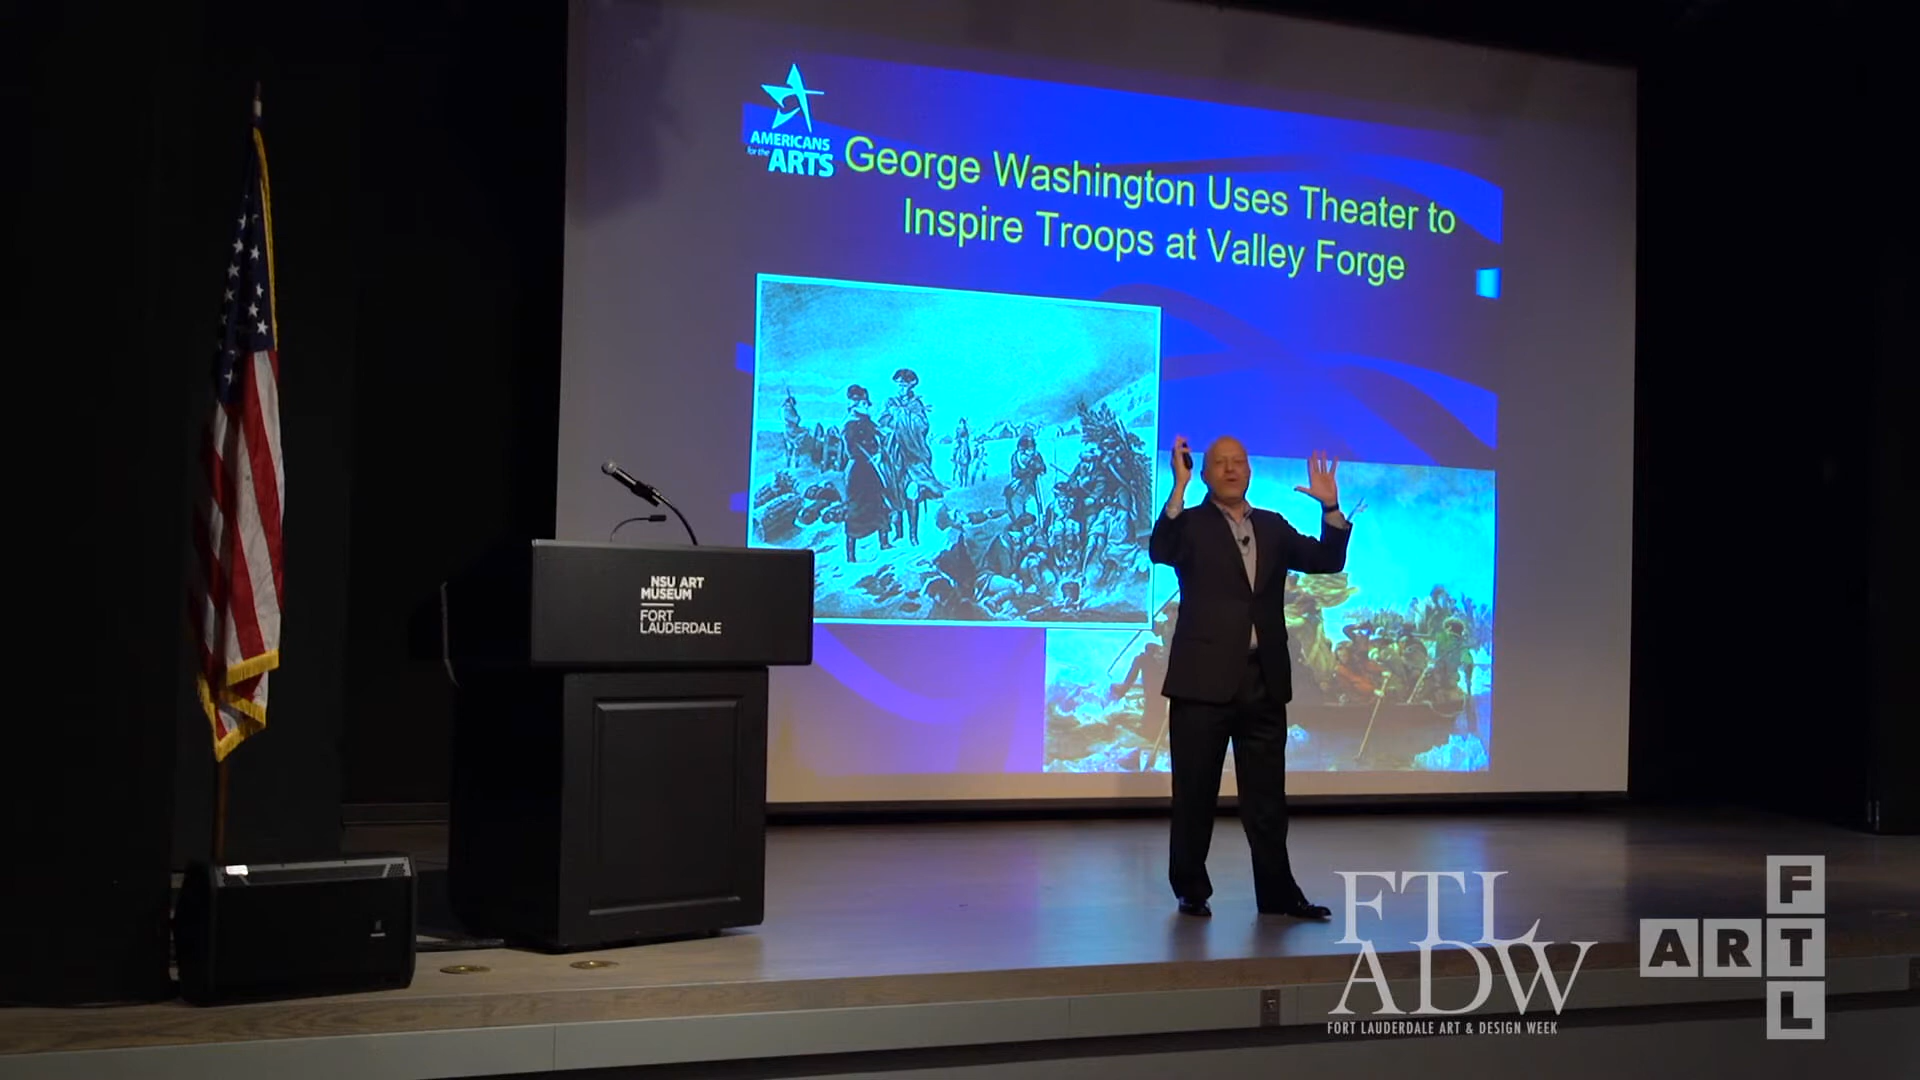 AMERICANS
for the
ARTS
George Washington Uses Theater to
Inspire Troops at Valley Forge
NSU ART
MUSEUM
FORT
LAUDERDALE
FTL
ADW
FORT LAUDERDALE ART & DESIGN WEEK
ART
FTL